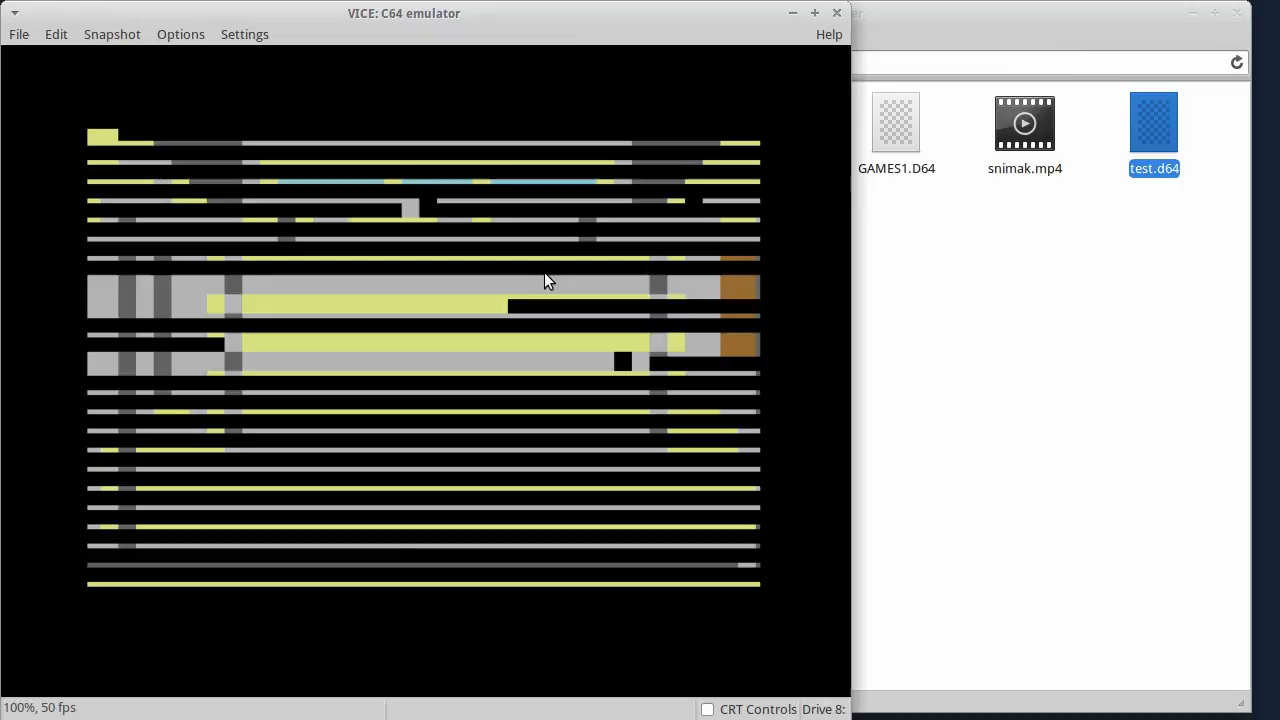 VICE: C64 emulator
File Edit Snapshot Options Settings Help
GAMES1.D64 snimak.mp4 test.d64
100%, 50 fps CRT Controls Drive 8: